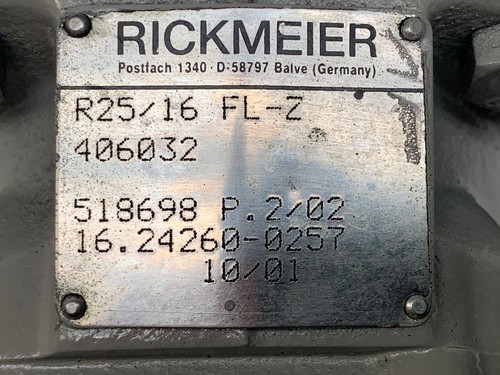 RICKMEIER
Postfach 1340 · D-58797 Balve (Germany)
R25/16 FL-Z
406032
518698 P.2/02
16.24260-0257
10/01